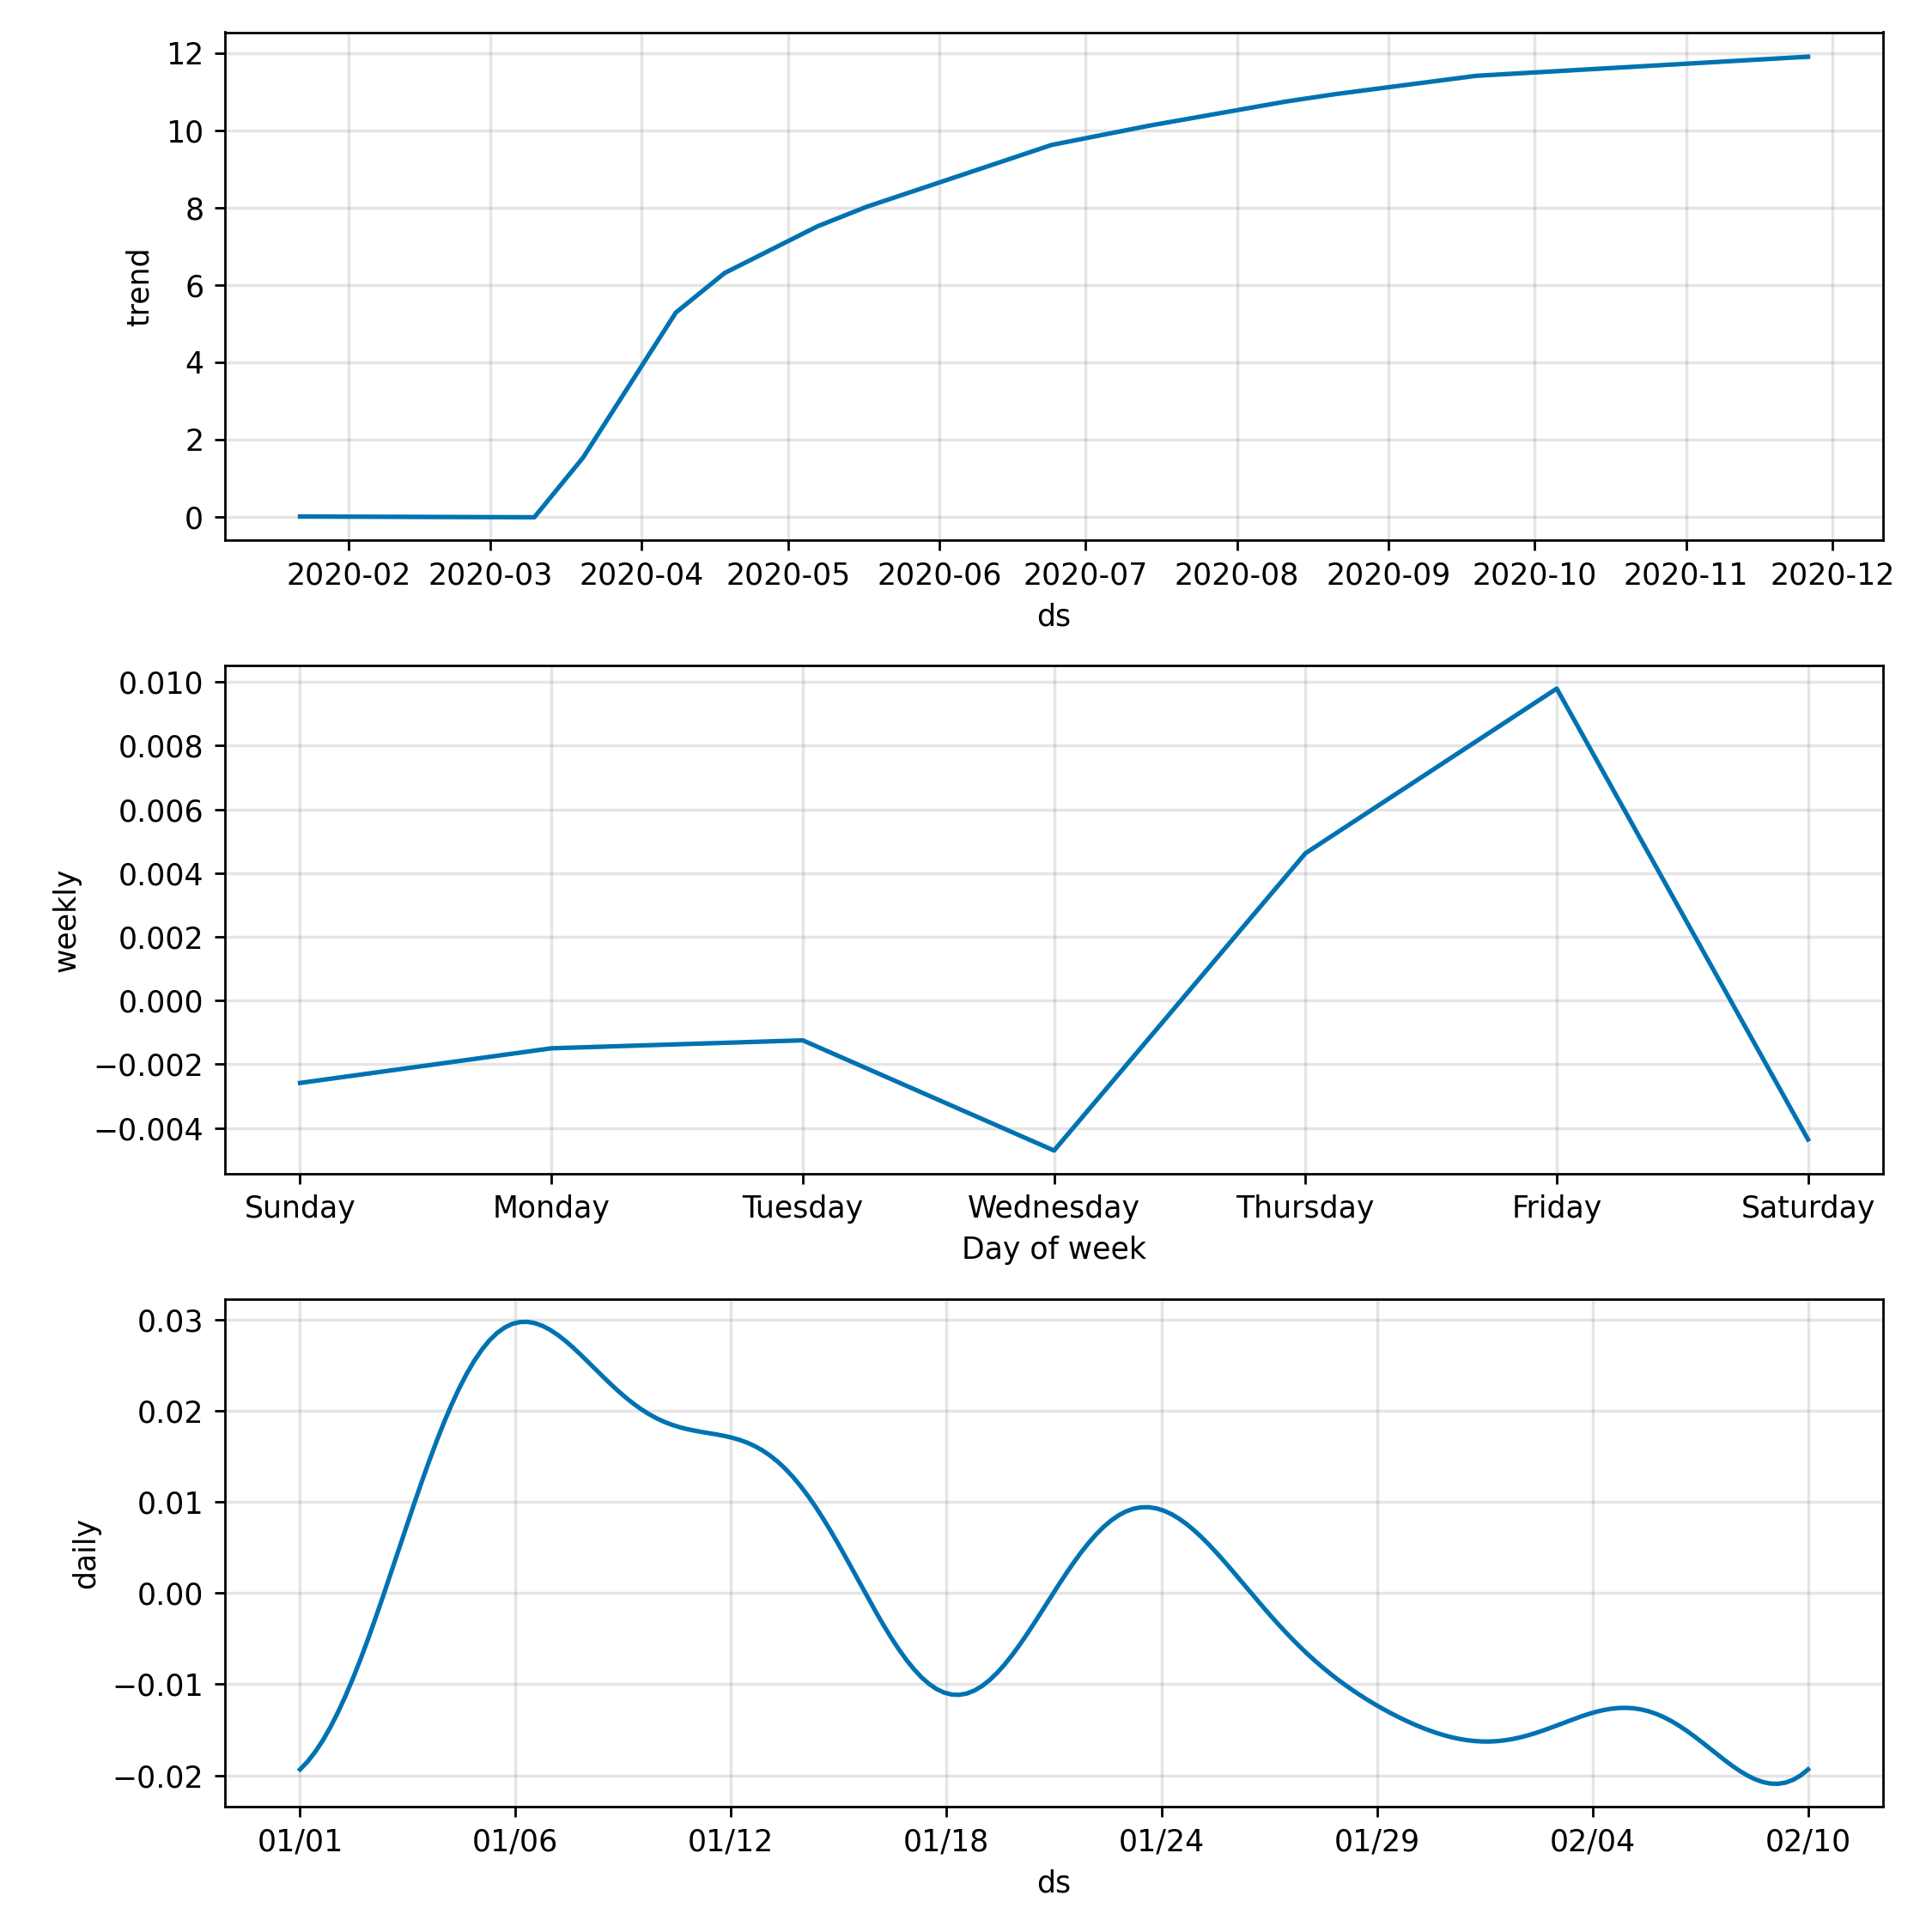 12
10
8
6
4
2
0
trend
2020-02 2020-03 2020-04 2020-05 2020-06 2020-07 2020-08 2020-09 2020-10 2020-11 2020-12
ds
0.010
0.008
0.006
0.004
0.002
0.000
−0.002
−0.004
weekly
Sunday Monday Tuesday Wednesday Thursday Friday Saturday
Day of week
0.03
0.02
0.01
0.00
−0.01
−0.02
daily
01/01 01/06 01/12 01/18 01/24 01/29 02/04 02/10
ds